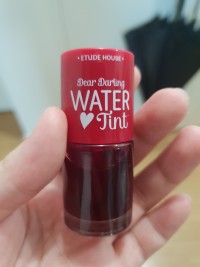 ETUDE HOUSE
Dear Darling
WATER
Tint